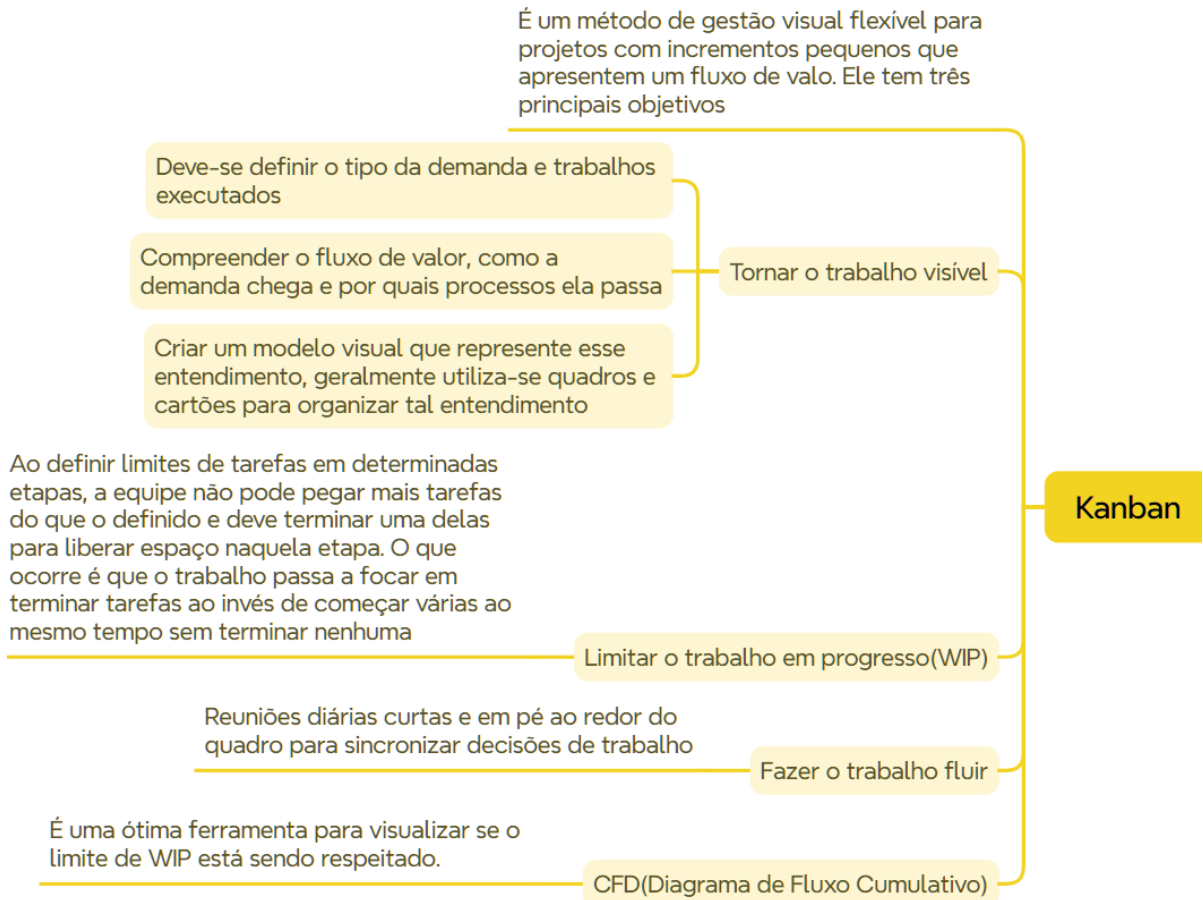 É um método de gestão visual flexível para
projetos com incrementos pequenos que
apresentem um fluxo de valo. Ele tem três
principais objetivos
Deve-se definir o tipo da demanda e trabalhos
executados
Compreender o fluxo de valor, como a
demanda chega e por quais processos ela passa
Tornar o trabalho visível
Criar um modelo visual que represente esse
entendimento, geralmente utiliza-se quadros e
cartões para organizar tal entendimento
Ao definir limites de tarefas em determinadas
etapas, a equipe não pode pegar mais tarefas
do que o definido e deve terminar uma delas
para liberar espaço naquela etapa. O que
ocorre é que o trabalho passa a focar em
terminar tarefas ao invés de começar várias ao
mesmo tempo sem terminar nenhuma
Kanban
Limitar o trabalho em progresso(WIP)
Reuniões diárias curtas e em pé ao redor do
quadro para sincronizar decisões de trabalho
Fazer o trabalho fluir
É uma ótima ferramenta para visualizar se o
limite de WIP está sendo respeitado.
CFD(Diagrama de Fluxo Cumulativo)